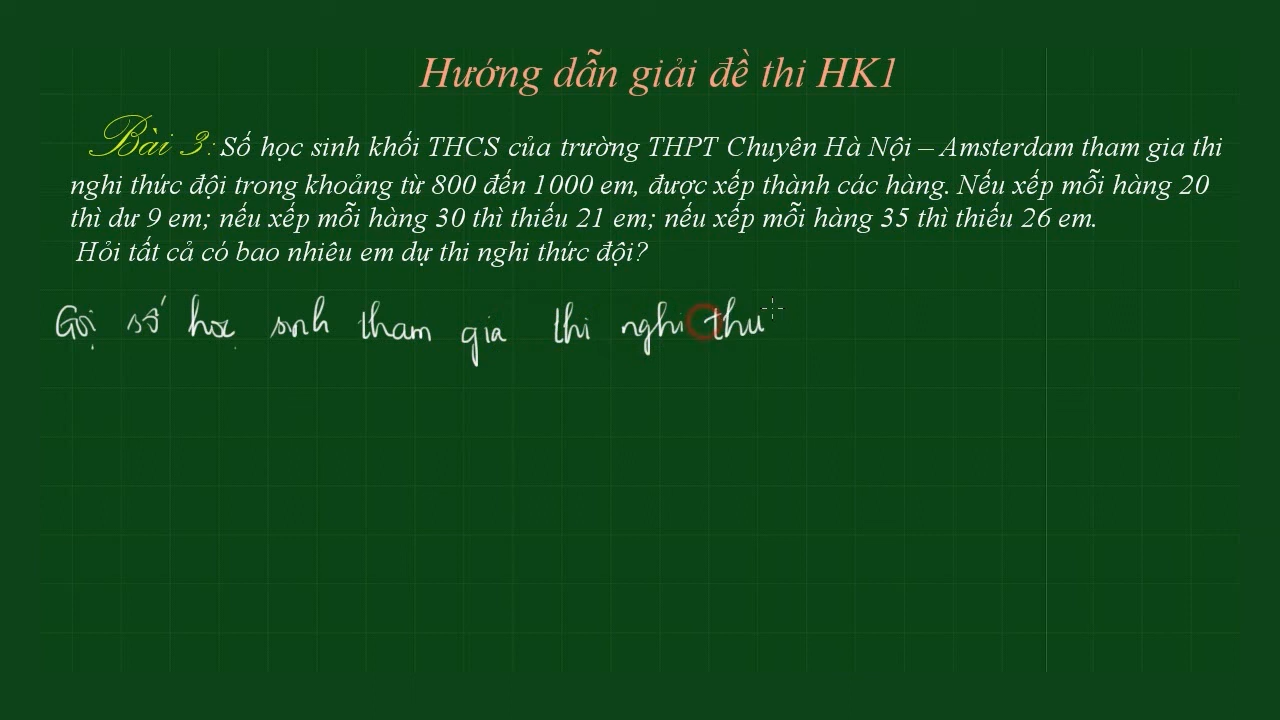 Hướng dẫn giải đề thi HK1
Bài 3: Số học sinh khối THCS của trường THPT Chuyên Hà Nội – Amsterdam tham gia thi
nghi thức đội trong khoảng từ 800 đến 1000 em, được xếp thành các hàng. Nếu xếp mỗi hàng 20
thì dư 9 em; nếu xếp mỗi hàng 30 thì thiếu 21 em; nếu xếp mỗi hàng 35 thì thiếu 26 em.
Hỏi tất cả có bao nhiêu em dự thi nghi thức đội?
Gọi số học sinh tham gia thi nghi thu